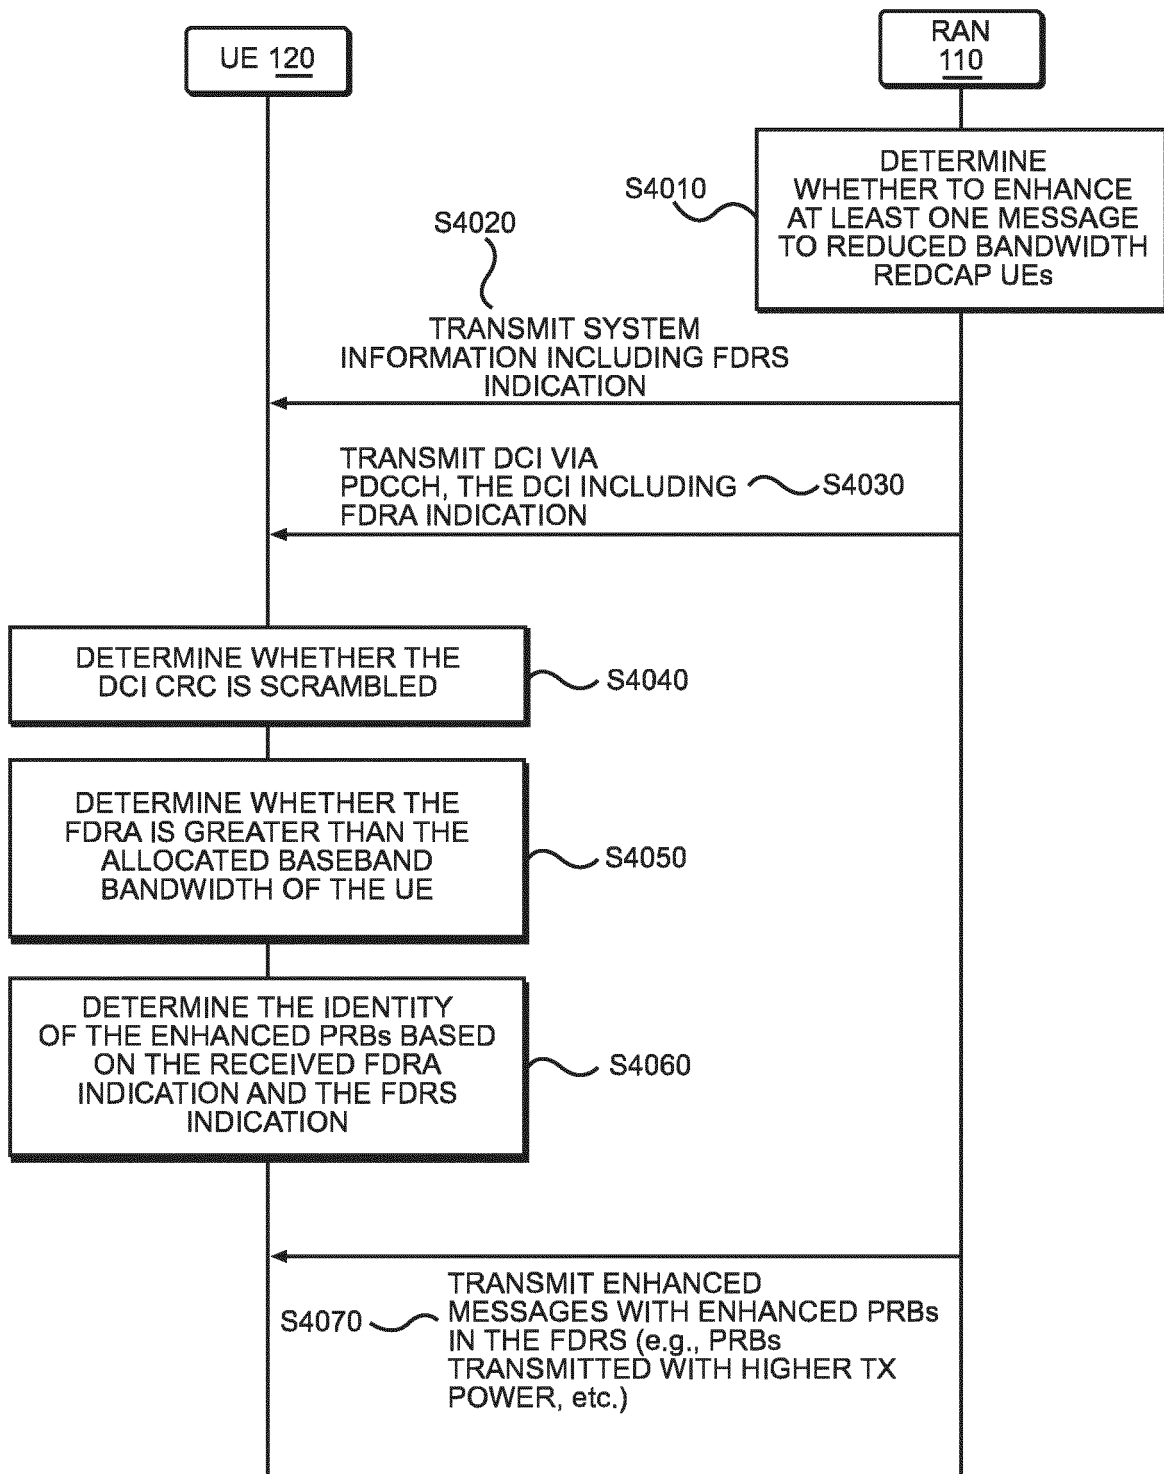 UE 120
RAN
110
DETERMINE
WHETHER TO ENHANCE
AT LEAST ONE MESSAGE
TO REDUCED BANDWIDTH
REDCAP UEs
S4010
S4020
TRANSMIT SYSTEM
INFORMATION INCLUDING FDRS
INDICATION
TRANSMIT DCI VIA
PDCCH, THE DCI INCLUDING
FDRA INDICATION
S4030
DETERMINE WHETHER THE
DCI CRC IS SCRAMBLED
S4040
DETERMINE WHETHER THE
FDRA IS GREATER THAN THE
ALLOCATED BASEBAND
BANDWIDTH OF THE UE
S4050
DETERMINE THE IDENTITY
OF THE ENHANCED PRBs BASED
ON THE RECEIVED FDRA
INDICATION AND THE FDRS
INDICATION
S4060
TRANSMIT ENHANCED
MESSAGES WITH ENHANCED PRBs
IN THE FDRS (e.g., PRBs
TRANSMITTED WITH HIGHER TX
POWER, etc.)
S4070